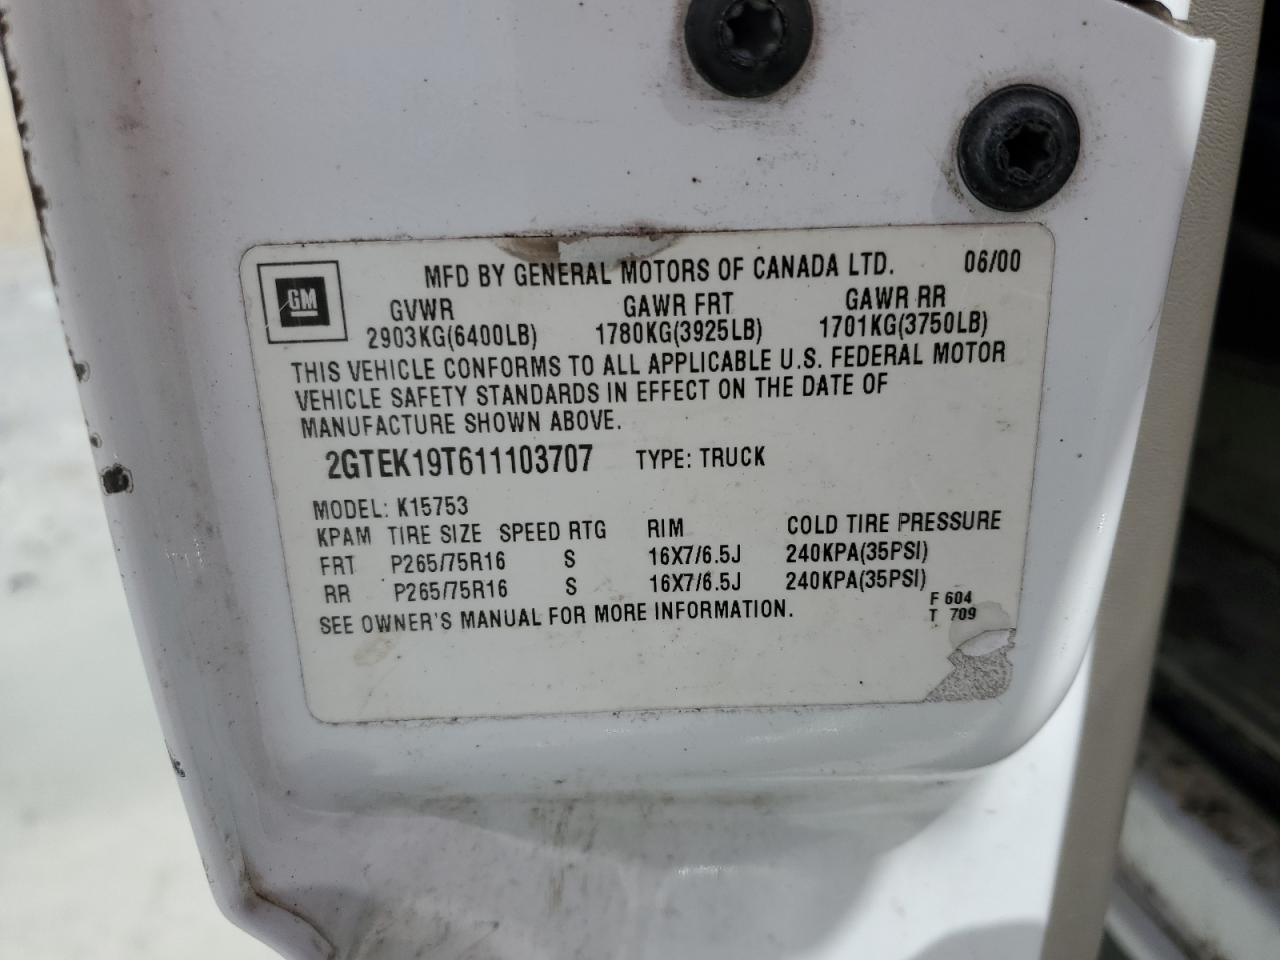 MFD BY GENERAL MOTORS OF CANADA LTD. 06/00
GM
GVWR GAWR FRT GAWR RR
2903KG(6400LB) 1780KG(3925LB) 1701KG(3750LB)
THIS VEHICLE CONFORMS TO ALL APPLICABLE U.S. FEDERAL MOTOR
VEHICLE SAFETY STANDARDS IN EFFECT ON THE DATE OF
MANUFACTURE SHOWN ABOVE.
2GTEK19T611103707 TYPE: TRUCK
MODEL: K15753
KPAM TIRE SIZE SPEED RTG RIM COLD TIRE PRESSURE
FRT P265/75R16 S 16X7/6.5J 240KPA(35PSI)
RR P265/75R16 S 16X7/6.5J 240KPA(35PSI)
SEE OWNER'S MANUAL FOR MORE INFORMATION.
F 604
T 709